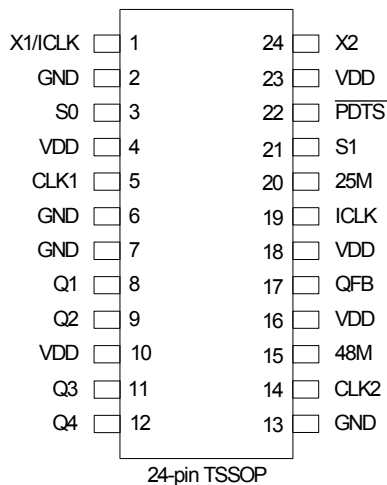 X1/ICLK 1 24 X2
GND 2 23 VDD
S0 3 22 PDTS
VDD 4 21 S1
CLK1 5 20 25M
GND 6 19 ICLK
GND 7 18 VDD
Q1 8 17 QFB
Q2 9 16 VDD
VDD 10 15 48M
Q3 11 14 CLK2
Q4 12 13 GND
24-pin TSSOP